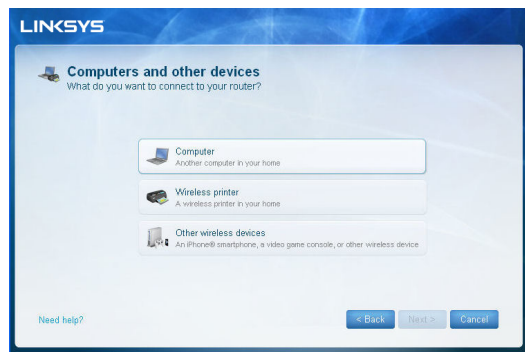 LINKSYS
Computers and other devices
What do you want to connect to your router?
Computer
Another computer in your home
Wireless printer
A wireless printer in your home
Other wireless devices
An iPhone® smartphone, a video game console, or other wireless device
Need help?
< Back
Next >
Cancel